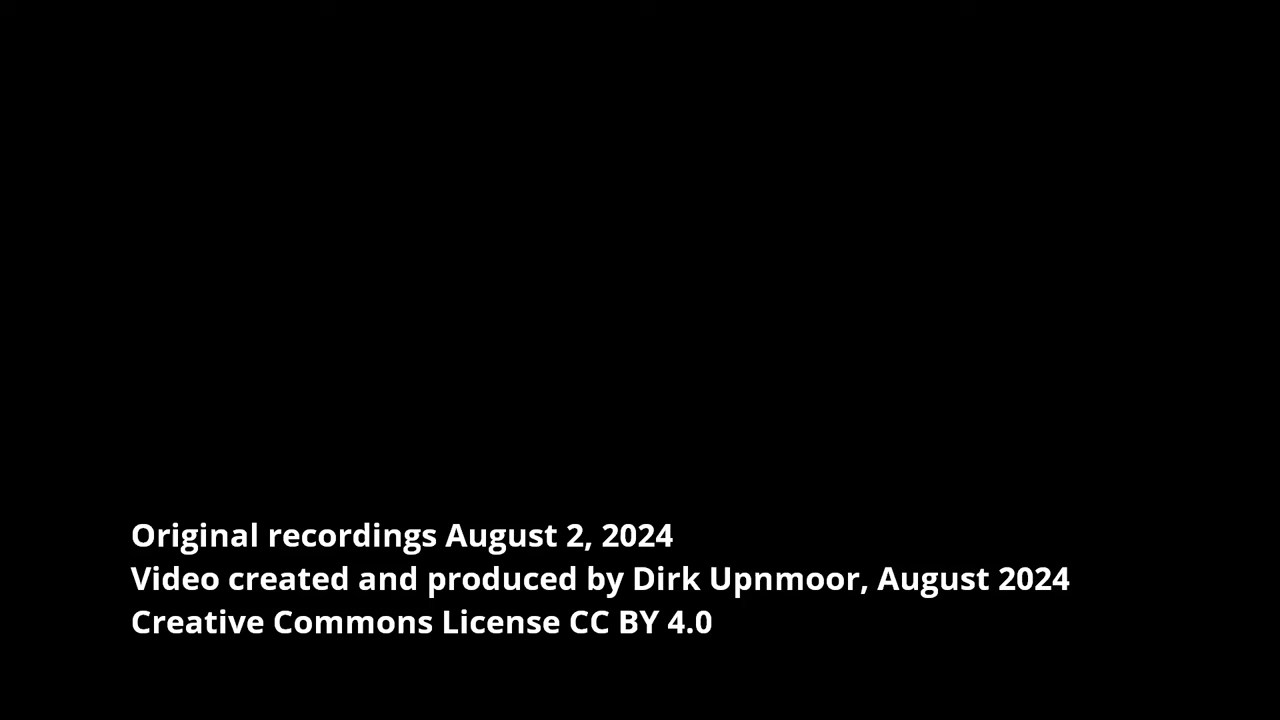 Original recordings August 2, 2024
Video created and produced by Dirk Upnmoor, August 2024
Creative Commons License CC BY 4.0